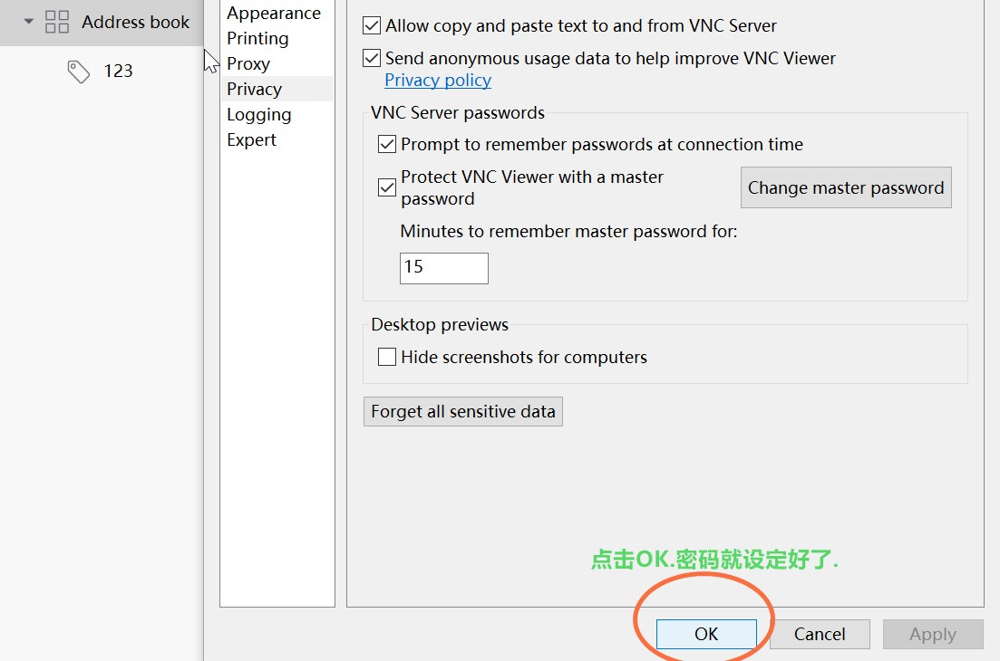 Address book
123
Appearance
Printing
Proxy
Privacy
Logging
Expert
Allow copy and paste text to and from VNC Server
Send anonymous usage data to help improve VNC Viewer
Privacy policy
VNC Server passwords
Prompt to remember passwords at connection time
Protect VNC Viewer with a master
password
Change master password
Minutes to remember master password for:
15
Desktop previews
Hide screenshots for computers
Forget all sensitive data
点击OK.密码就设定好了.
OK
Cancel
Apply